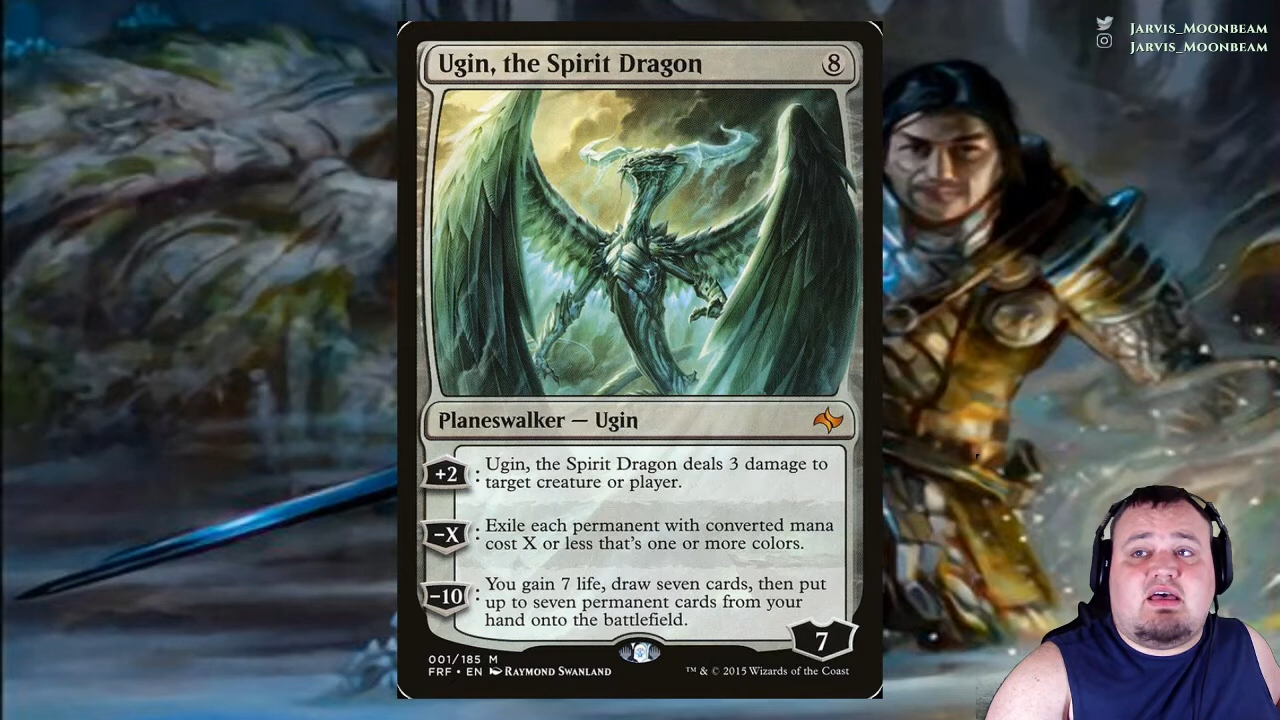 Jarvis_Moonbeam
Jarvis_Moonbeam
Ugin, the Spirit Dragon 8
Planeswalker — Ugin
+2: Ugin, the Spirit Dragon deals 3 damage to
target creature or player.
−X: Exile each permanent with converted mana
cost X or less that's one or more colors.
−10: You gain 7 life, draw seven cards, then put
up to seven permanent cards from your
hand onto the battlefield.
7
001/185 M
FRF • EN Raymond Swanland ™ & © 2015 Wizards of the Coast